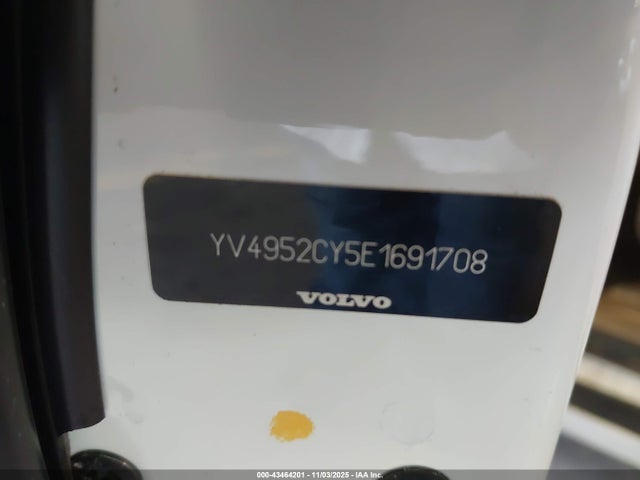 YV4952CY5E1691708
VOLVO
000-43464201 - 11/03/2025 - IAA Inc.